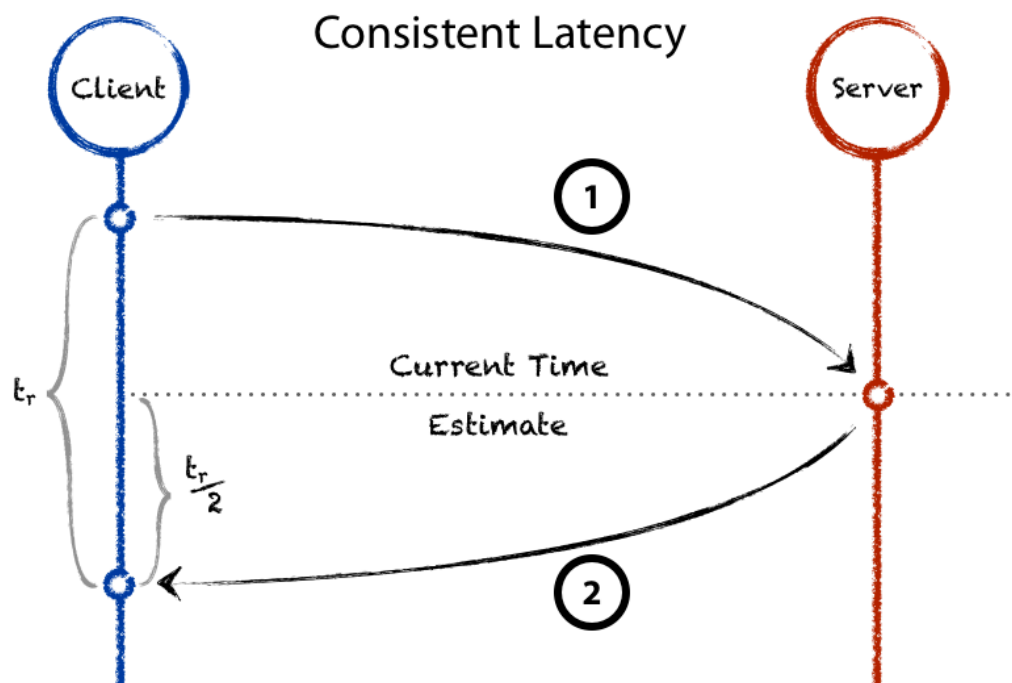 Consistent Latency
Client
Server
1
Current Time
tr
Estimate
tr/2
2